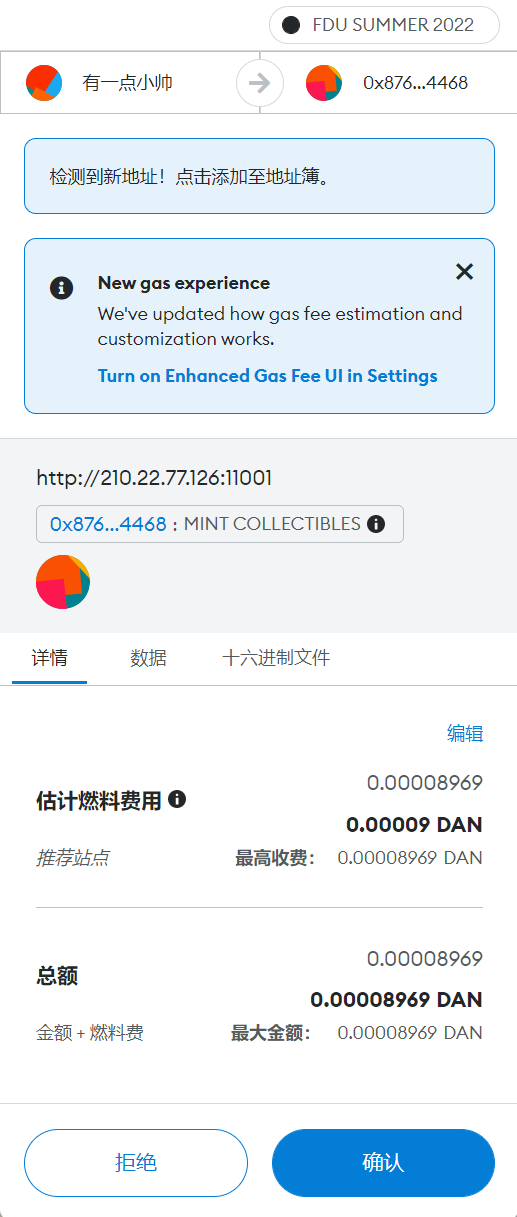 FDU SUMMER 2022
有一点小帅
0x876...4468
检测到新地址！点击添加至地址簿。
New gas experience
We've updated how gas fee estimation and
customization works.
Turn on Enhanced Gas Fee UI in Settings
http://210.22.77.126:11001
0x876...4468 : MINT COLLECTIBLES
详情 数据 十六进制文件
编辑
0.00008969
估计燃料费用
0.00009 DAN
推荐站点 最高收费： 0.00008969 DAN
0.00008969
总额
0.00008969 DAN
金额 + 燃料费 最大金额： 0.00008969 DAN
拒绝 确认